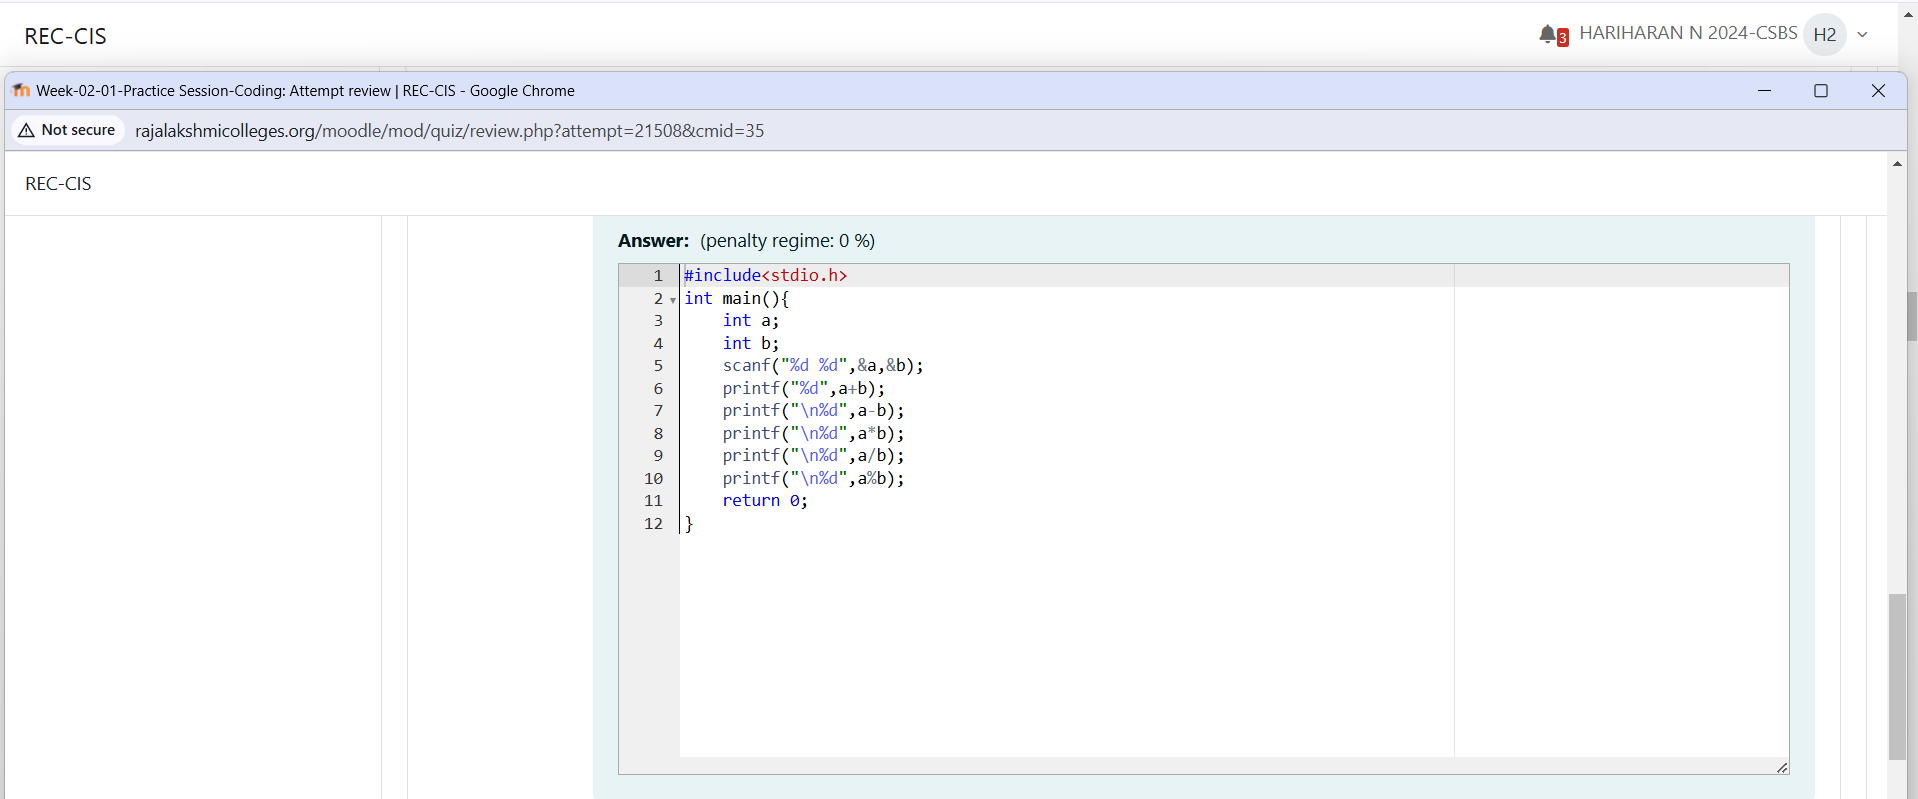 REC-CIS
3 HARIHARAN N 2024-CSBS H2
Week-02-01-Practice Session-Coding: Attempt review | REC-CIS - Google Chrome
Not secure rajalakshmicolleges.org/moodle/mod/quiz/review.php?attempt=21508&cmid=35
REC-CIS
Answer: (penalty regime: 0 %)
1 #include<stdio.h>
2 int main(){
3     int a;
4     int b;
5     scanf("%d %d",&a,&b);
6     printf("%d",a+b);
7     printf("\n%d",a-b);
8     printf("\n%d",a*b);
9     printf("\n%d",a/b);
10     printf("\n%d",a%b);
11     return 0;
12 }